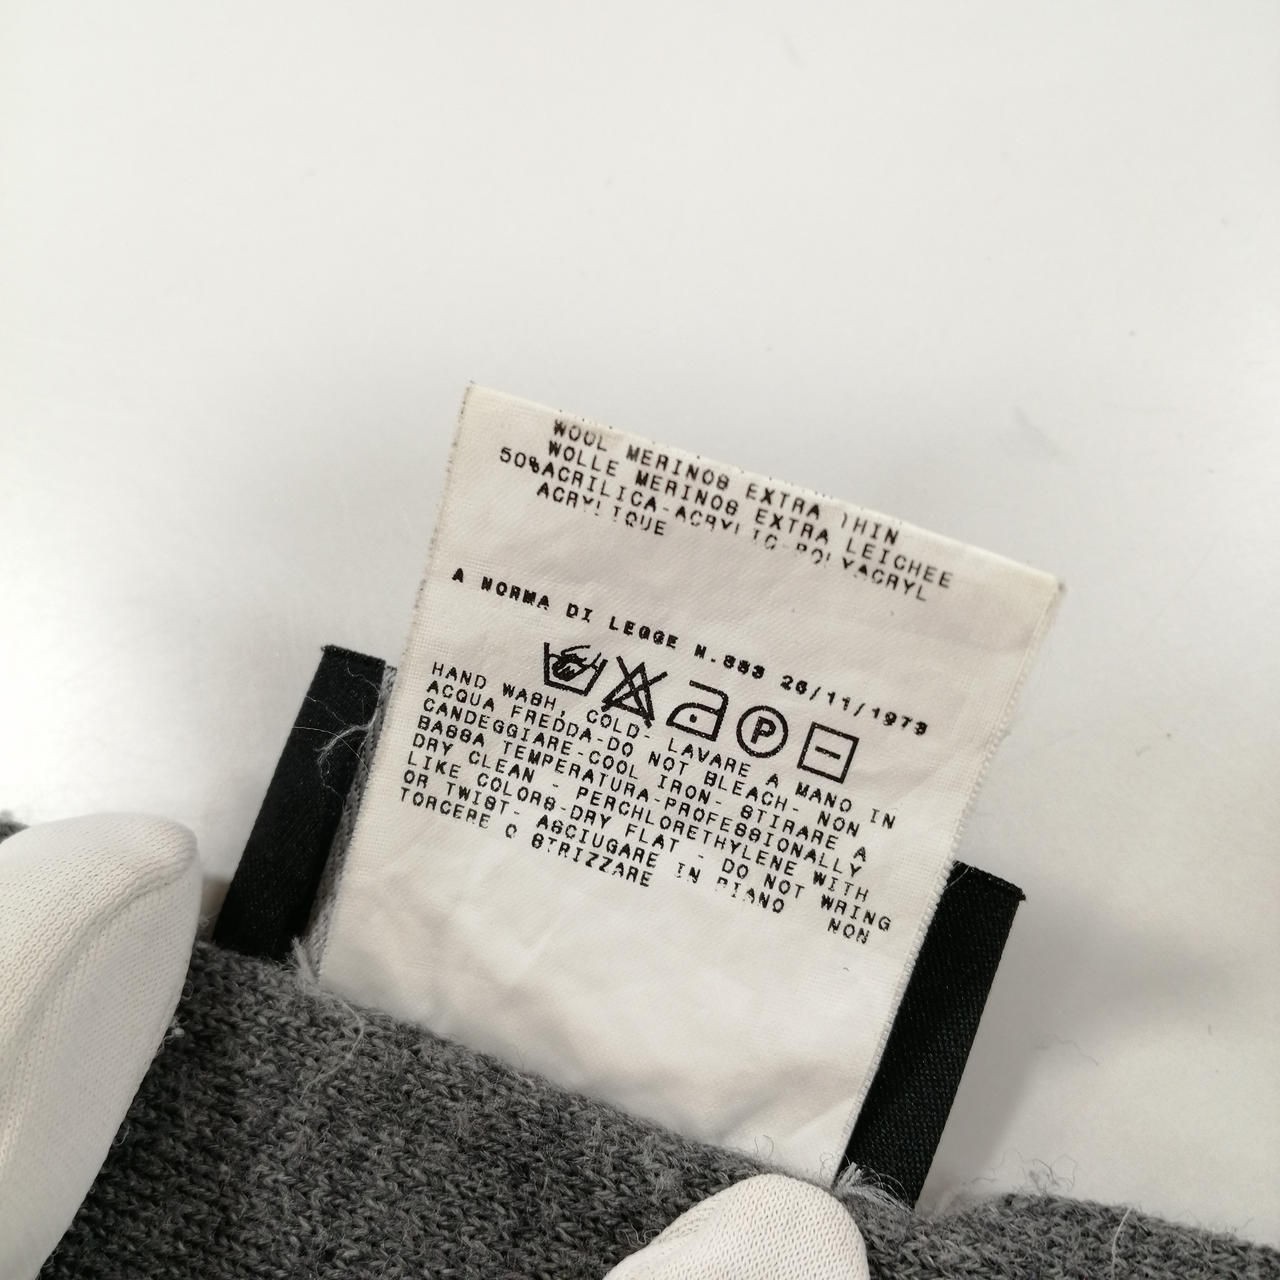 WOOL MERINOS EXTRA THIN
WOLLE MERINOS EXTRA LEICHEE
50%ACRILICA-ACRYLIC-POLYACRYL
ACRYLIQUE
A NORMA DI LEGGE N.883 26/11/1973
P
HAND WASH, COLD- LAVARE A MANO IN
ACQUA FREDDA-DO NOT BLEACH- NON
CANDEGGIARE-COOL IRON- STIRARE A
BASSA TEMPERATURA-PROFESSIONALLY
DRY CLEAN - PERCHLORETHYLENE WITH
LIKE COLORS-DRY FLAT - DO NOT WRING
OR TWIST- ASCIUGARE IN PIANO NON
TORCERE O STRIZZARE